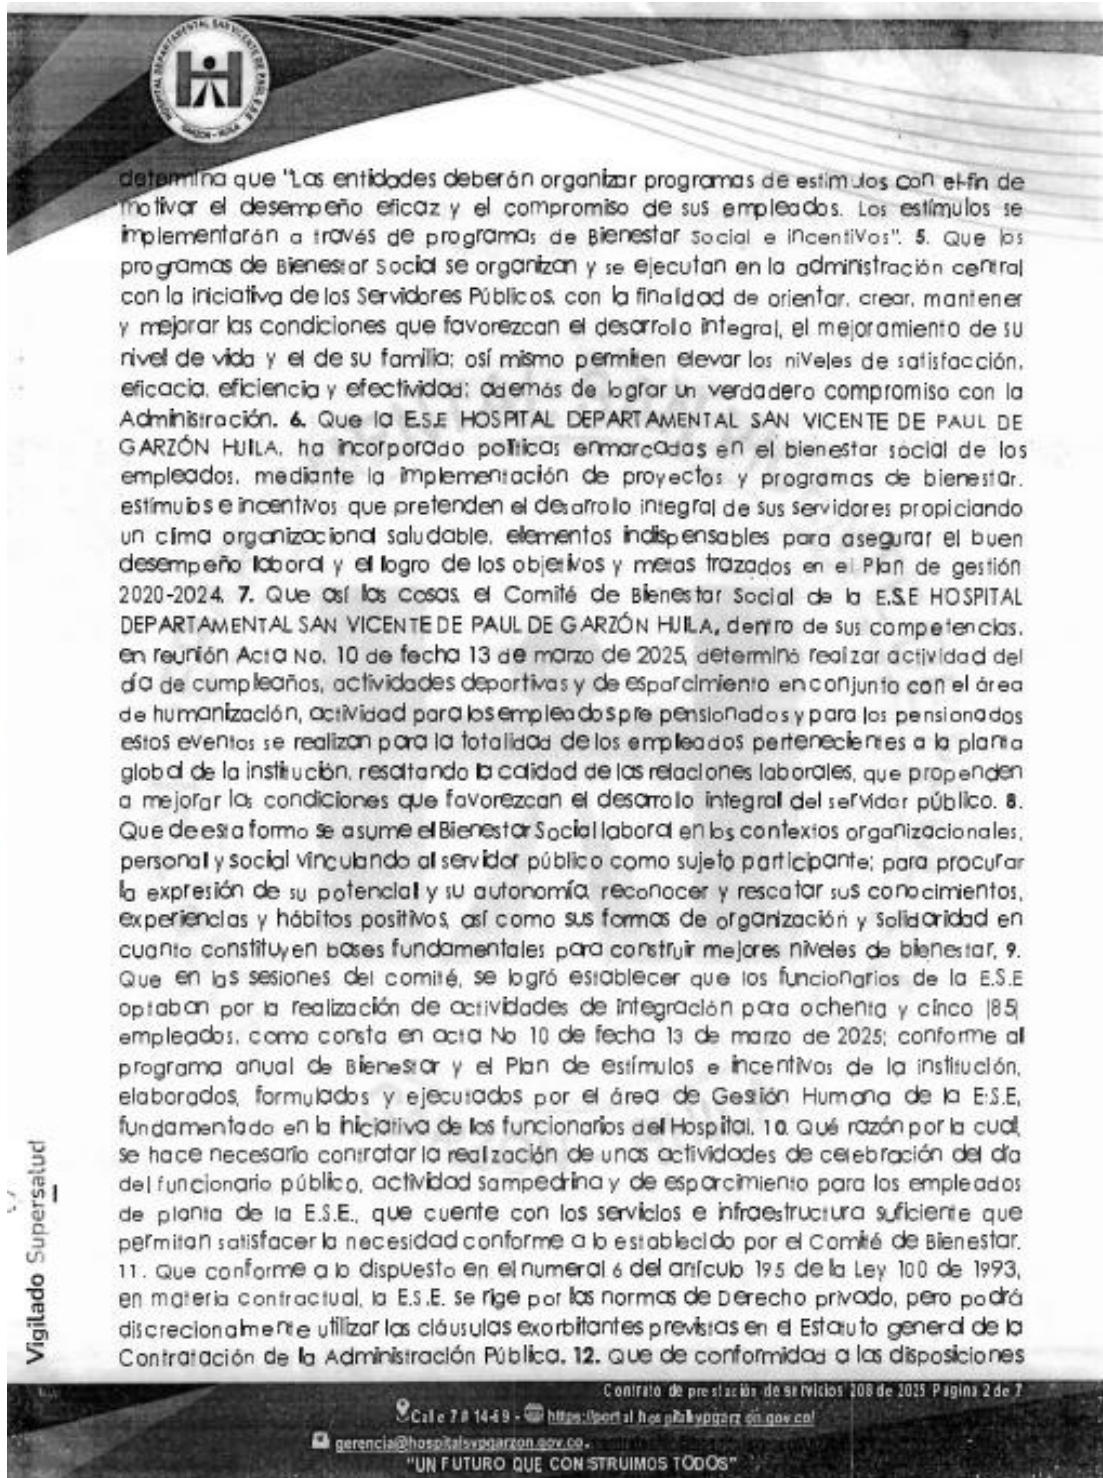 HOSPITAL DEPARTAMENTAL SAN VICENTE DE PAUL E.S.E
GARZON - HUILA
determina que "Las entidades deberán organizar programas de estímulos con el fin de
motivar el desempeño eficaz y el compromiso de sus empleados. Los estímulos se
implementarán a través de programas de Bienestar Social e incentivos". 5. Que los
programas de Bienestar Social se organizan y se ejecutan en la administración central
con la iniciativa de los Servidores Públicos, con la finalidad de orientar, crear, mantener
y mejorar las condiciones que favorezcan el desarrollo integral, el mejoramiento de su
nivel de vida y el de su familia; así mismo permiten elevar los niveles de satisfacción,
eficacia, eficiencia y efectividad; además de lograr un verdadero compromiso con la
Administración. 6. Que la E.S.E HOSPITAL DEPARTAMENTAL SAN VICENTE DE PAUL DE
GARZÓN HUILA, ha incorporado políticas enmarcadas en el bienestar social de los
empleados, mediante la implementación de proyectos y programas de bienestar,
estímulos e incentivos que pretenden el desarrollo integral de sus servidores propiciando
un clima organizacional saludable, elementos indispensables para asegurar el buen
desempeño laboral y el logro de los objetivos y metas trazados en el Plan de gestión
2020-2024. 7. Que así las cosas, el Comité de Bienestar Social de la E.S.E HOSPITAL
DEPARTAMENTAL SAN VICENTE DE PAUL DE GARZÓN HUILA, dentro de sus competencias,
en reunión Acta No. 10 de fecha 13 de marzo de 2025, determinó realizar actividad del
día de cumpleaños, actividades deportivas y de esparcimiento en conjunto con el área
de humanización, actividad para los empleados pre pensionados y para los pensionados
estos eventos se realizan para la totalidad de los empleados pertenecientes a la planta
global de la institución, resaltando la calidad de las relaciones laborales, que propenden
a mejorar las condiciones que favorezcan el desarrollo integral del servidor público. 8.
Que de esta forma se asume el Bienestar Social laboral en los contextos organizacionales,
personal y social vinculando al servidor público como sujeto participante; para procurar
la expresión de su potencial y su autonomía, reconocer y rescatar sus conocimientos,
experiencias y hábitos positivos, así como sus formas de organización y solidaridad en
cuanto constituyen bases fundamentales para construir mejores niveles de bienestar, 9.
Que en las sesiones del comité, se logró establecer que los funcionarios de la E.S.E
optaban por la realización de actividades de integración para ochenta y cinco (85)
empleados, como consta en acta No 10 de fecha 13 de marzo de 2025; conforme al
programa anual de Bienestar y el Plan de estímulos e incentivos de la institución,
elaborados, formulados y ejecutados por el área de Gestión Humana de la E.S.E,
fundamentado en la iniciativa de los funcionarios del Hospital. 10. Qué razón por la cual,
se hace necesario contratar la realización de unas actividades de celebración del día
del funcionario público, actividad sampedrina y de esparcimiento para los empleados
de planta de la E.S.E., que cuente con los servicios e infraestructura suficiente que
permitan satisfacer la necesidad conforme a lo establecido por el Comité de Bienestar.
11. Que conforme a lo dispuesto en el numeral 6 del artículo 195 de la Ley 100 de 1993,
en materia contractual, la E.S.E. se rige por las normas de Derecho privado, pero podrá
discrecionalmente utilizar las cláusulas exorbitantes previstas en el Estatuto general de la
Contratación de la Administración Pública. 12. Que de conformidad a las disposiciones
Vigilado Supersalud
Contrato de prestación de servicios 208 de 2025 Página 2 de 7
Calle 7 # 14-69 - https://portal.hospitalsvpgarzon.gov.co/
gerencia@hospitalsvpgarzon.gov.co.
"UN FUTURO QUE CONSTRUIMOS TODOS"